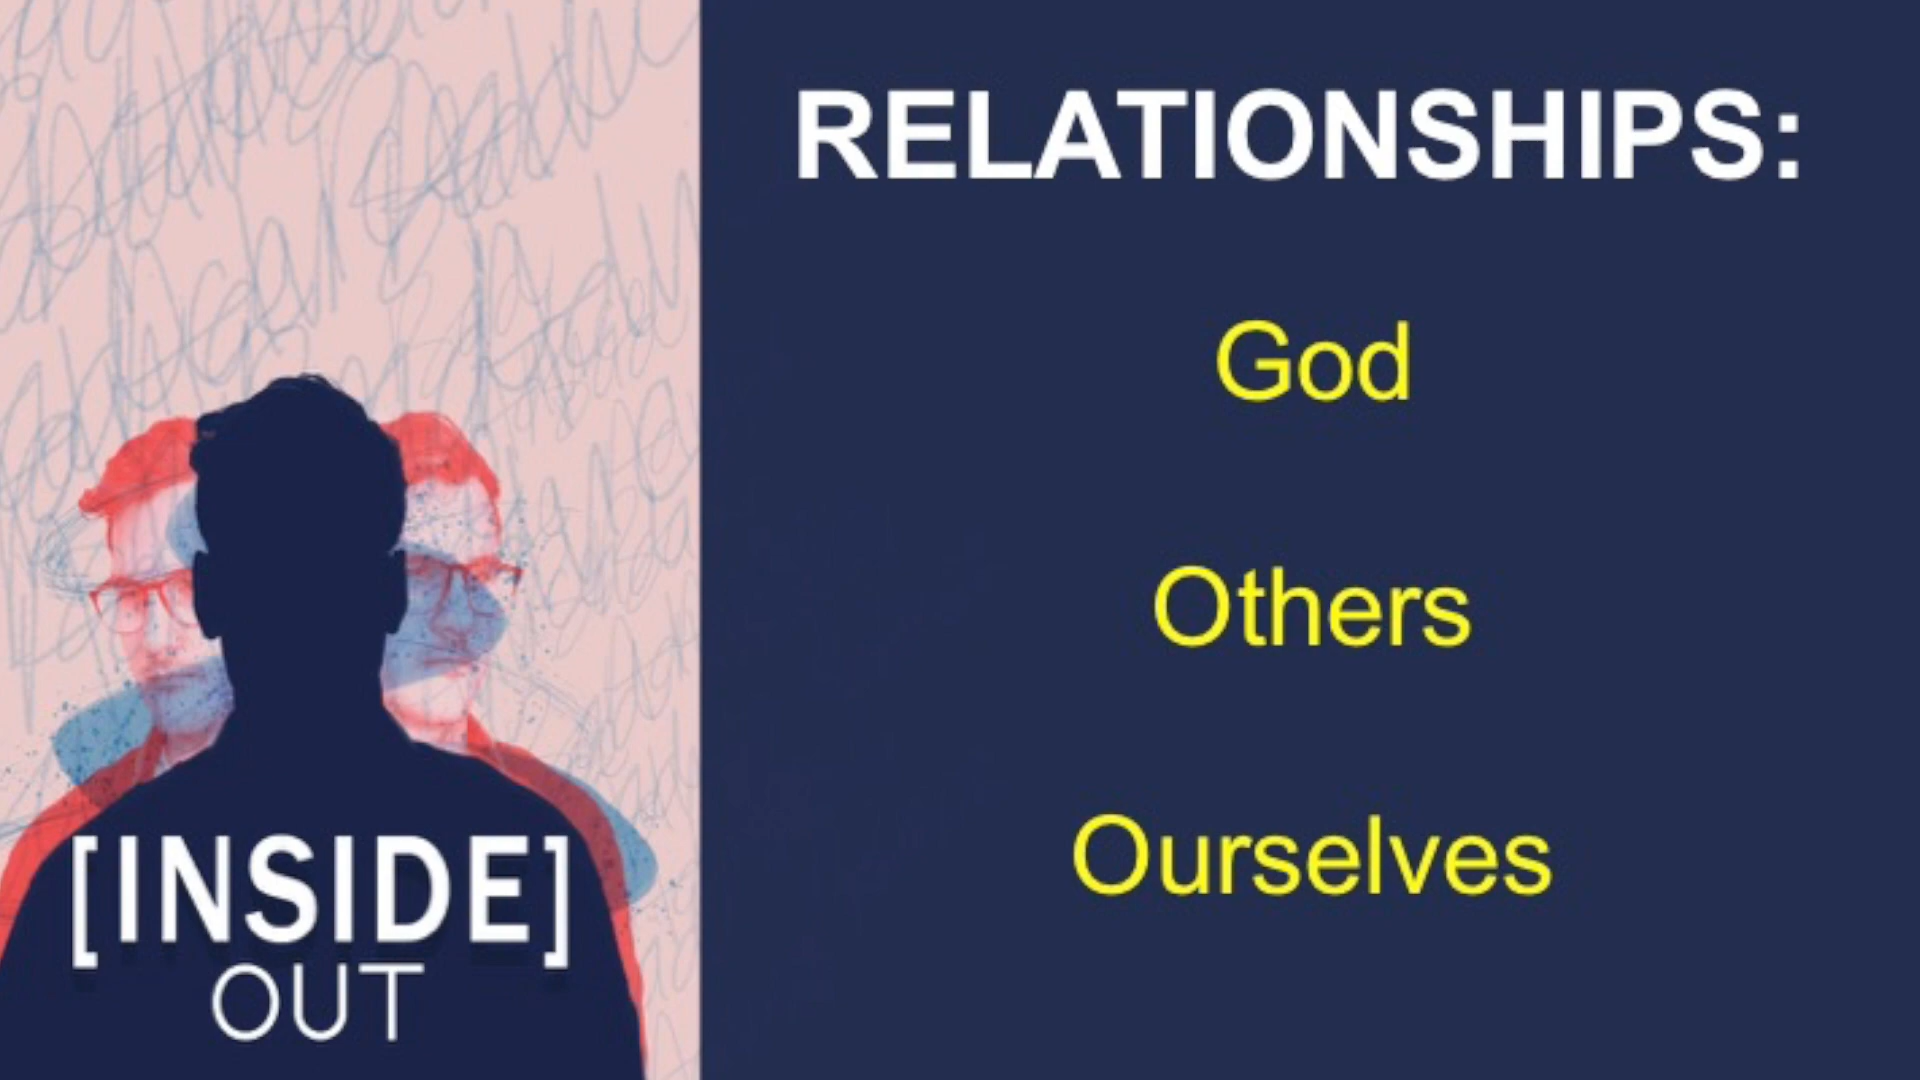 RELATIONSHIPS:
God
Others
Ourselves
[INSIDE]
OUT